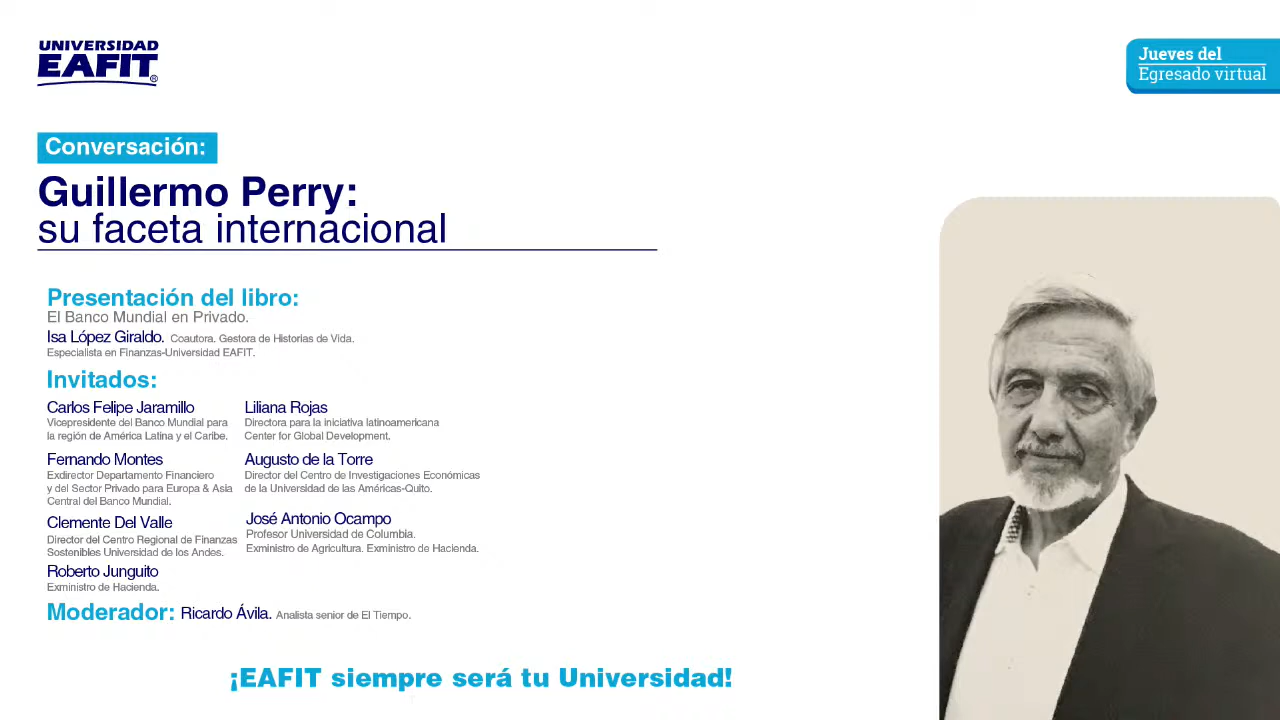 UNIVERSIDAD
EAFIT®
Jueves del
Egresado virtual
Conversación:
Guillermo Perry:
su faceta internacional
Presentación del libro:
El Banco Mundial en Privado.
Isa López Giraldo. Coautora. Gestora de Historias de Vida.
Especialista en Finanzas-Universidad EAFIT.
Invitados:
Carlos Felipe Jaramillo
Vicepresidente del Banco Mundial para
la región de América Latina y el Caribe.
Liliana Rojas
Directora para la iniciativa latinoamericana
Center for Global Development.
Fernando Montes
Exdirector Departamento Financiero
y del Sector Privado para Europa & Asia
Central del Banco Mundial.
Augusto de la Torre
Director del Centro de Investigaciones Económicas
de la Universidad de las Américas-Quito.
Clemente Del Valle
Director del Centro Regional de Finanzas
Sostenibles Universidad de los Andes.
José Antonio Ocampo
Profesor Universidad de Columbia.
Exministro de Agricultura. Exministro de Hacienda.
Roberto Junguito
Exministro de Hacienda.
Moderador: Ricardo Ávila. Analista senior de El Tiempo.
¡EAFIT siempre será tu Universidad!